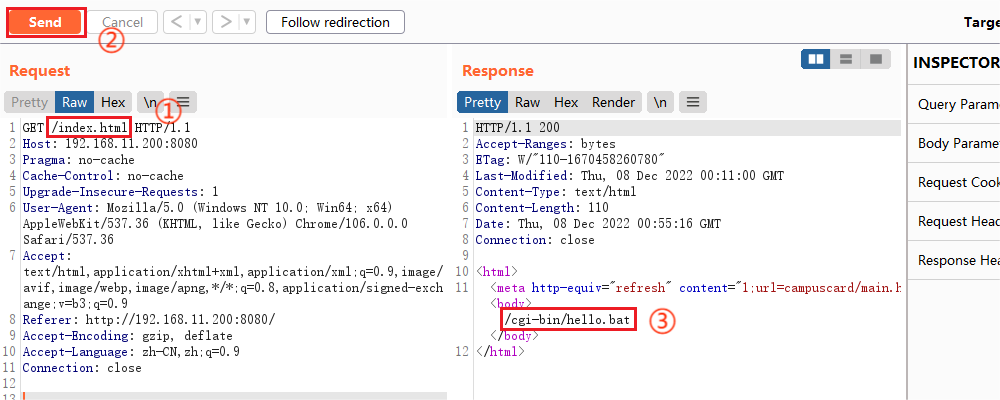 Send Cancel < > Follow redirection Targe
②
Request
Pretty Raw Hex \n
①
1 GET /index.html HTTP/1.1
2 Host: 192.168.11.200:8080
3 Pragma: no-cache
4 Cache-Control: no-cache
5 Upgrade-Insecure-Requests: 1
6 User-Agent: Mozilla/5.0 (Windows NT 10.0; Win64; x64)
AppleWebKit/537.36 (KHTML, like Gecko) Chrome/106.0.0.0
Safari/537.36
7 Accept:
text/html,application/xhtml+xml,application/xml;q=0.9,image/
avif,image/webp,image/apng,*/*;q=0.8,application/signed-exch
ange;v=b3;q=0.9
8 Referer: http://192.168.11.200:8080/
9 Accept-Encoding: gzip, deflate
10 Accept-Language: zh-CN,zh;q=0.9
11 Connection: close
12
13
Response
Pretty Raw Hex Render \n
1 HTTP/1.1 200
2 Accept-Ranges: bytes
3 ETag: W/"110-1670458260780"
4 Last-Modified: Thu, 08 Dec 2022 00:11:00 GMT
5 Content-Type: text/html
6 Content-Length: 110
7 Date: Thu, 08 Dec 2022 00:55:16 GMT
8 Connection: close
9
10 <html>
11 <meta http-equiv="refresh" content="1;url=campuscard/main.h
<body>
/cgi-bin/hello.bat
③
</body>
12 </html>
INSPECTOR
Query Parame
Body Paramet
Request Cook
Request Head
Response Hea